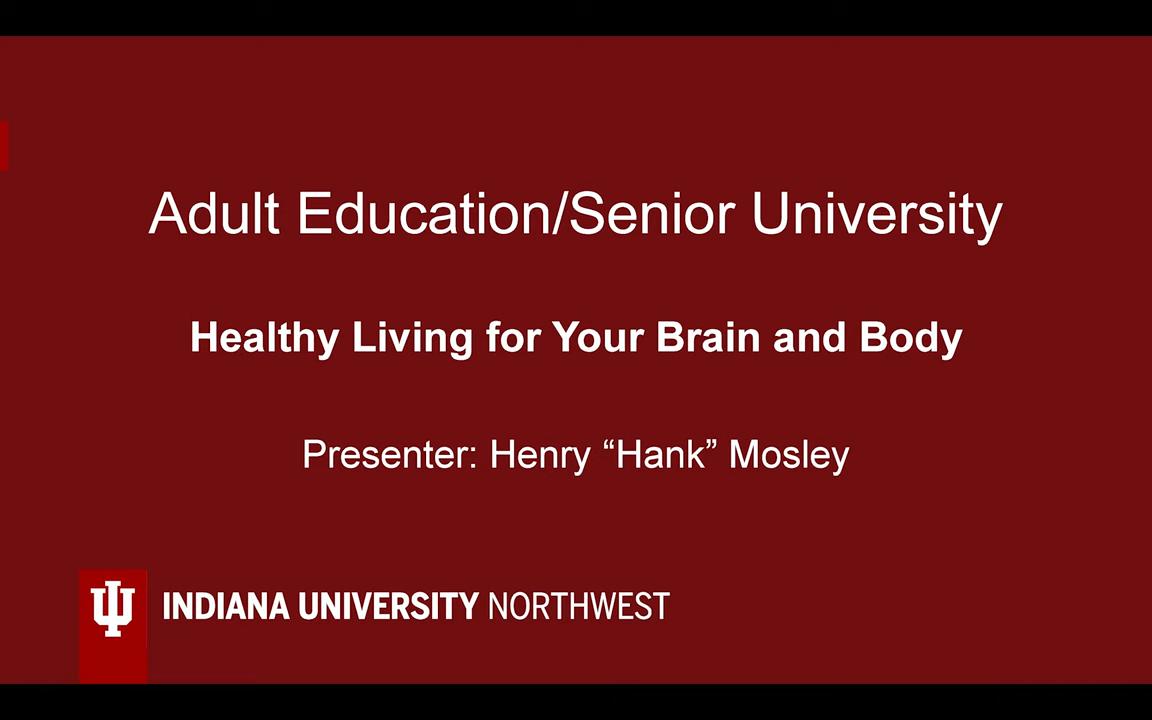 Adult Education/Senior University
Healthy Living for Your Brain and Body
Presenter: Henry “Hank” Mosley
INDIANA UNIVERSITY NORTHWEST